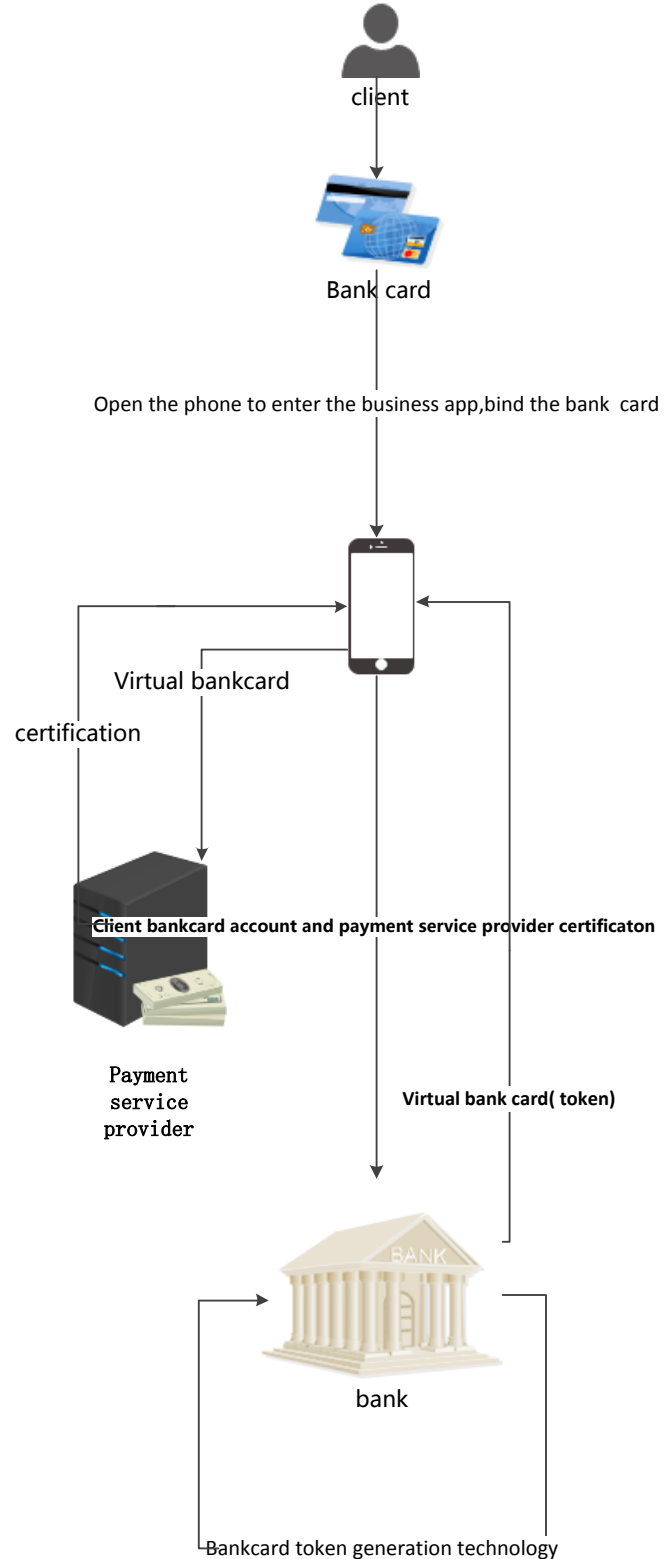 client
Bank card
Open the phone to enter the business app,bind the bank  card
Virtual bankcard
certification
Client bankcard account and payment service provider certificaton
Payment
service
provider
Virtual bank card( token)
BANK
bank
Bankcard token generation technology